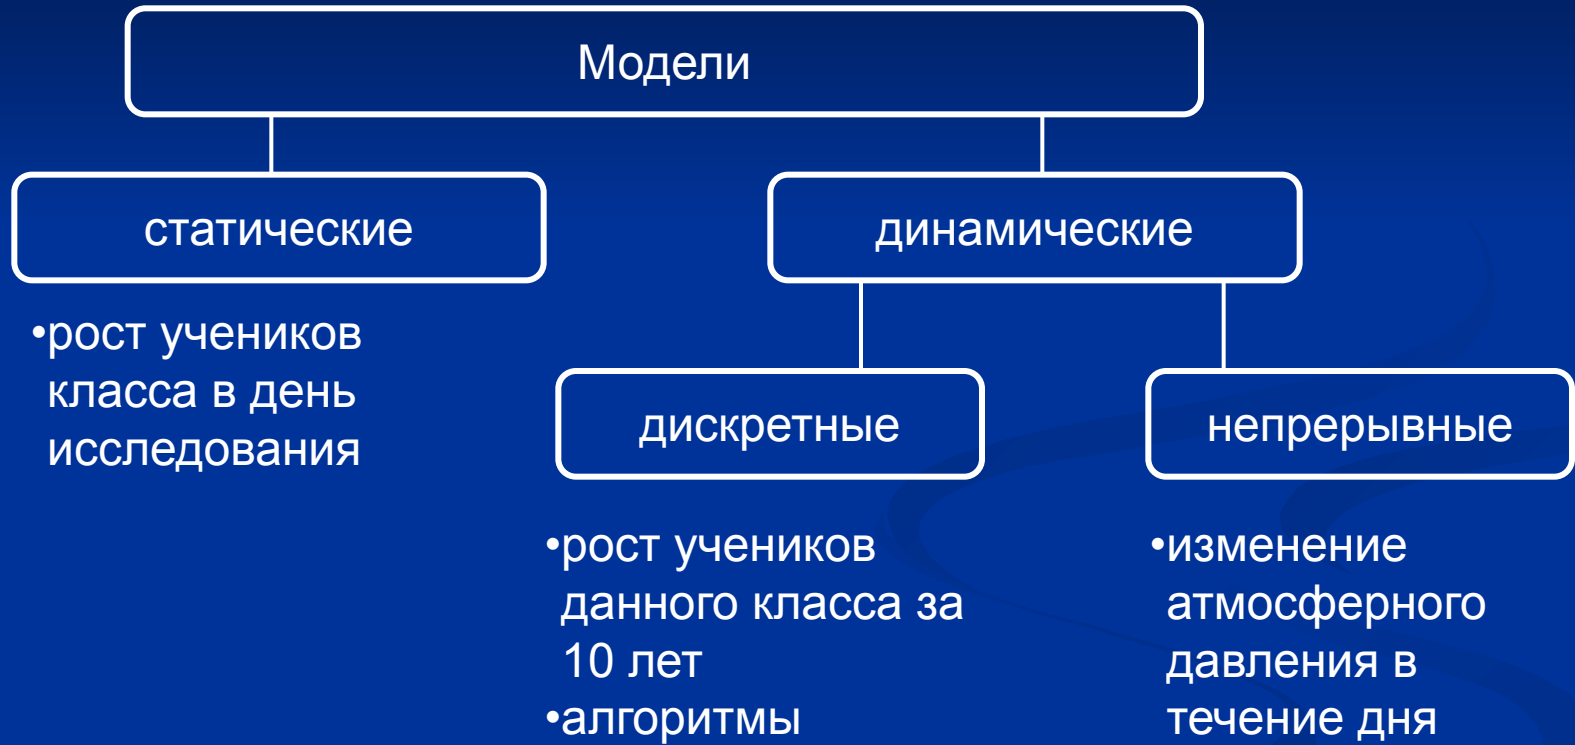 Модели
статические
динамические
•рост учеников
класса в день
исследования
дискретные
непрерывные
•рост учеников
данного класса за
10 лет
•алгоритмы
•изменение
атмосферного
давления в
течение дня